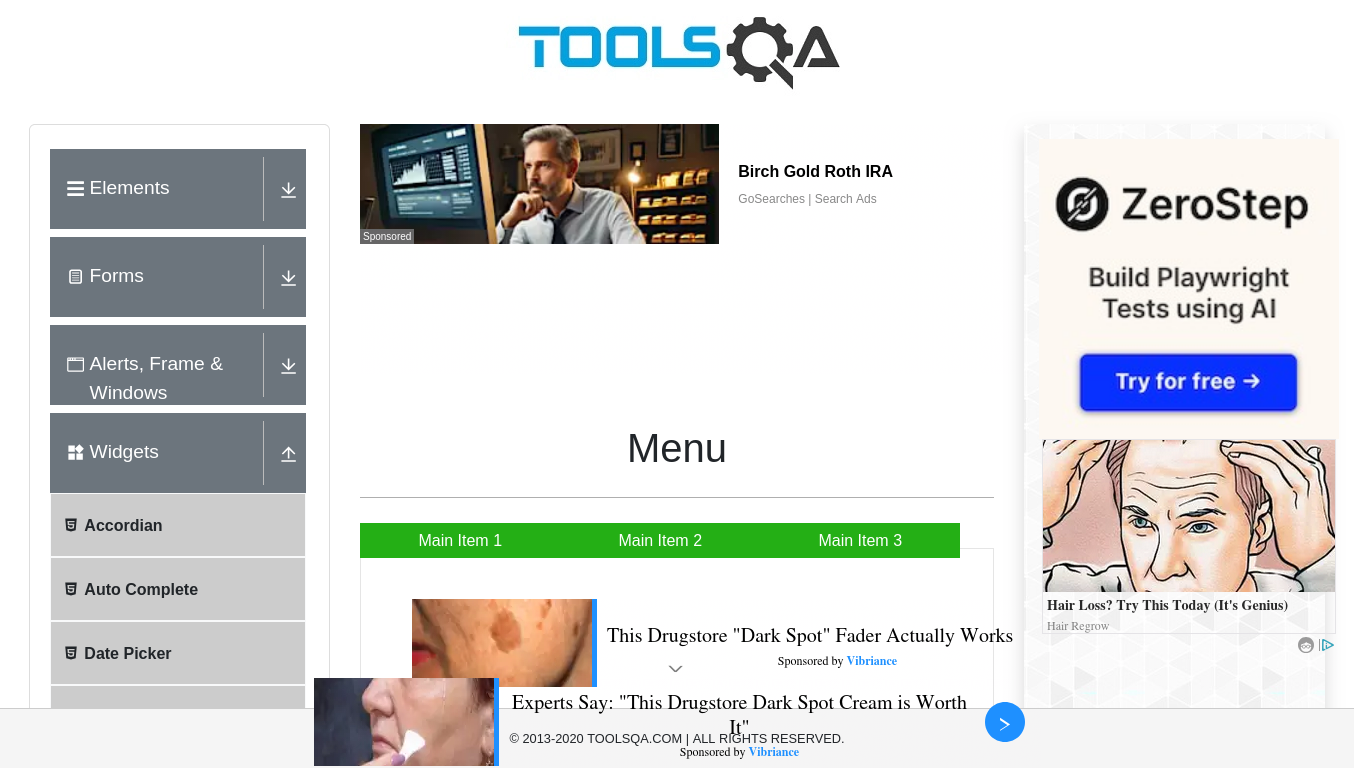 TOOLSQA
Elements
Forms
Alerts, Frame &
Windows
Widgets
Accordian
Auto Complete
Date Picker
Sponsored
Birch Gold Roth IRA
GoSearches | Search Ads
Menu
Main Item 1
Main Item 2
Main Item 3
This Drugstore "Dark Spot" Fader Actually Works
Sponsored by Vibriance
Experts Say: "This Drugstore Dark Spot Cream is Worth
It"
© 2013-2020 TOOLSQA.COM | ALL RIGHTS RESERVED.
Sponsored by Vibriance
ZeroStep
Build Playwright
Tests using AI
Try for free →
Hair Loss? Try This Today (It's Genius)
Hair Regrow